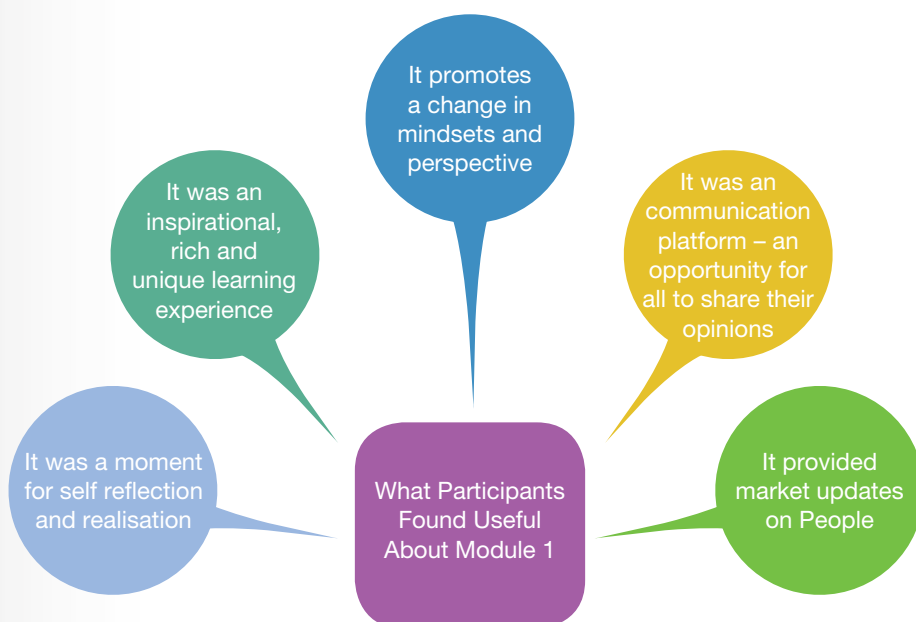 It promotes
a change in
mindsets and
perspective
It was an
inspirational,
rich and
unique learning
experience
It was an
communication
platform – an
opportunity for
all to share their
opinions
It was a moment
for self reflection
and realisation
What Participants
Found Useful
About Module 1
It provided
market updates
on People